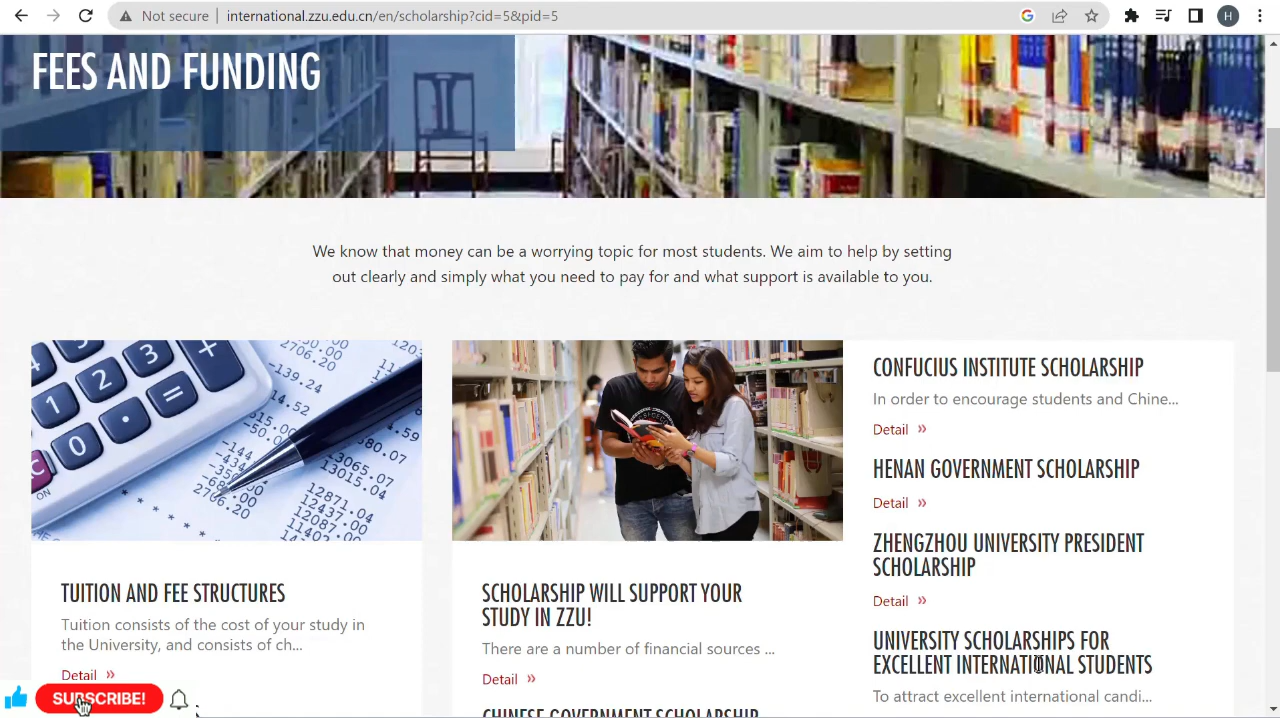 Not secure
international.zzu.edu.cn/en/scholarship?cid=5&pid=5
H
FEES AND FUNDING
We know that money can be a worrying topic for most students. We aim to help by setting
out clearly and simply what you need to pay for and what support is available to you.
TUITION AND FEE STRUCTURES
Tuition consists of the cost of your study in
the University, and consists of ch...
Detail »
SCHOLARSHIP WILL SUPPORT YOUR
STUDY IN ZZU!
There are a number of financial sources ...
Detail »
CHINESE GOVERNMENT SCHOLARSHIP
CONFUCIUS INSTITUTE SCHOLARSHIP
In order to encourage students and Chine...
Detail »
HENAN GOVERNMENT SCHOLARSHIP
Detail »
ZHENGZHOU UNIVERSITY PRESIDENT
SCHOLARSHIP
Detail »
UNIVERSITY SCHOLARSHIPS FOR
EXCELLENT INTERNATIONAL STUDENTS
To attract excellent international candi...
SUBSCRIBE!